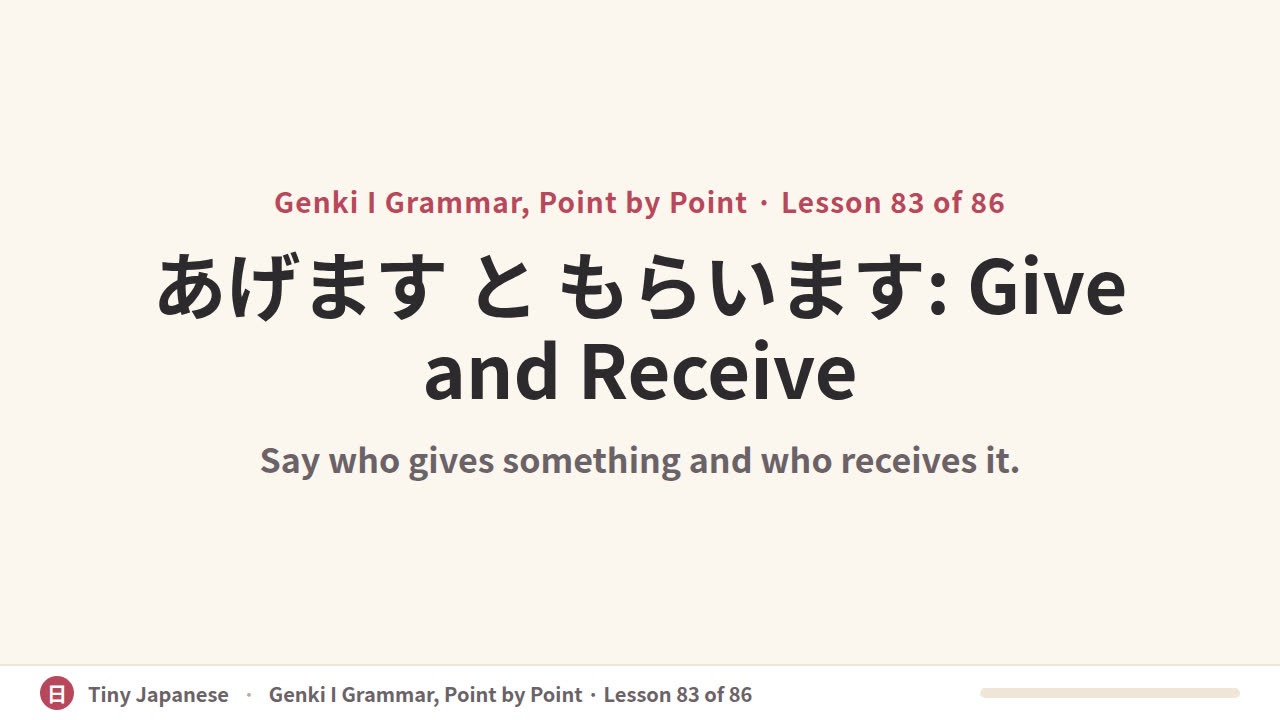 Genki I Grammar, Point by Point · Lesson 83 of 86
あげます と もらいます: Give
and Receive
Say who gives something and who receives it.
日 Tiny Japanese · Genki I Grammar, Point by Point · Lesson 83 of 86